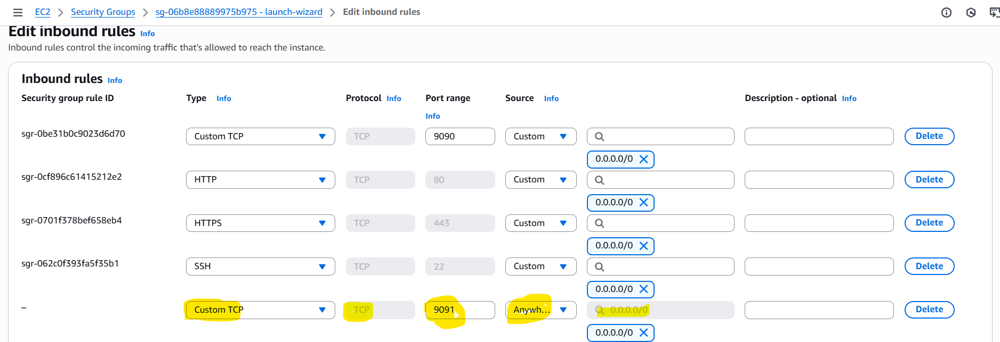 EC2 > Security Groups > sg-06b8e88889975b975 - launch-wizard > Edit inbound rules
Edit inbound rules Info
Inbound rules control the incoming traffic that's allowed to reach the instance.
Inbound rules Info
Security group rule ID Type Info Protocol Info Port range Source Info Description - optional Info
Info
sgr-0be31b0c9023d6d70 Custom TCP TCP 9090 Custom Delete
0.0.0.0/0
sgr-0cf896c61415212e2 HTTP TCP 80 Custom Delete
0.0.0.0/0
sgr-0701f378bef658eb4 HTTPS TCP 443 Custom Delete
0.0.0.0/0
sgr-062c0f393fa5f35b1 SSH TCP 22 Custom Delete
0.0.0.0/0
– Custom TCP TCP 9091 Anywh... 0.0.0.0/0 Delete
0.0.0.0/0